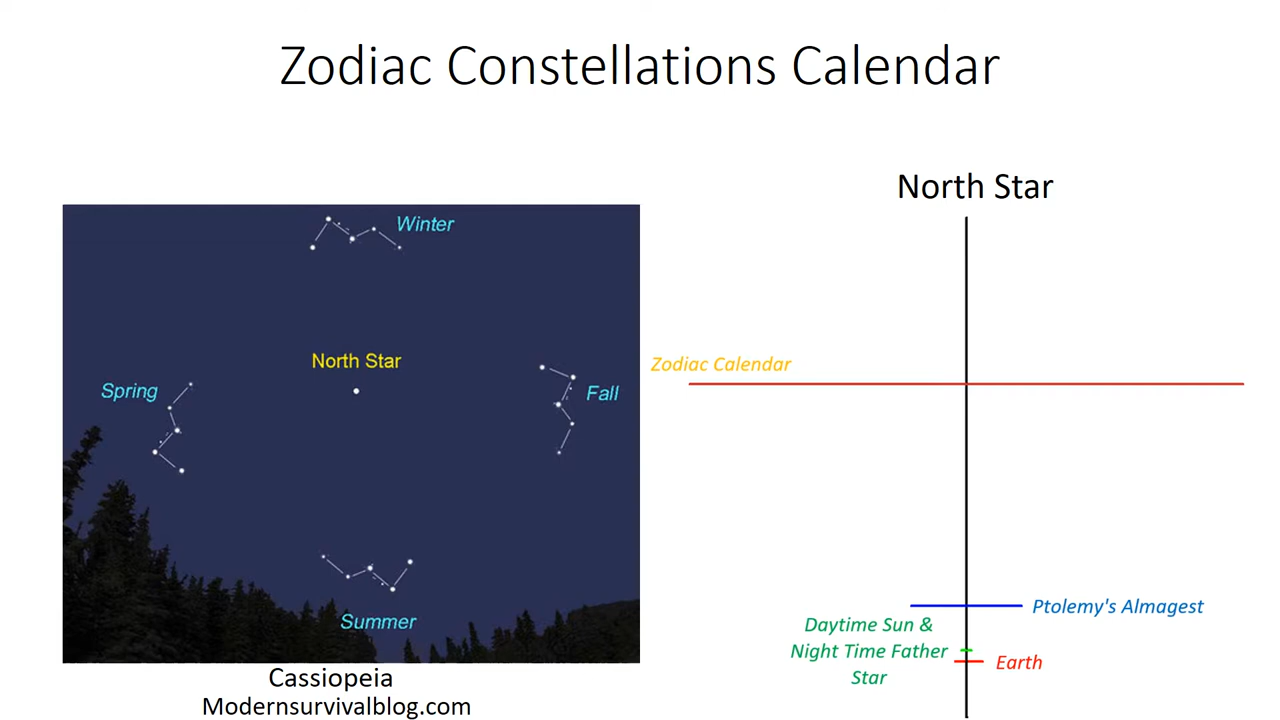 Zodiac Constellations Calendar
Winter
North Star
Spring
Fall
Summer
Cassiopeia
Modernsurvivalblog.com
North Star
Zodiac Calendar
Ptolemy's Almagest
Daytime Sun &
Night Time Father
Star
Earth